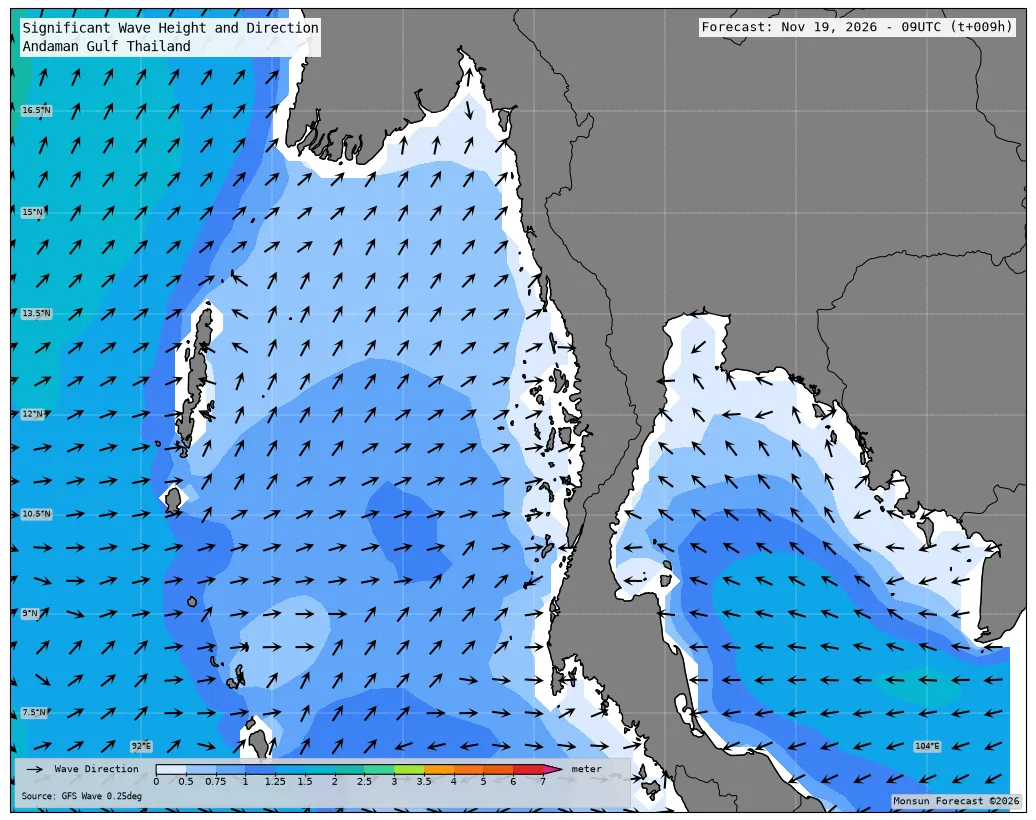 Significant Wave Height and Direction
Andaman Gulf Thailand
Forecast: Nov 19, 2026 - 09UTC (t+009h)
16.5°N
15°N
13.5°N
12°N
10.5°N
9°N
7.5°N
92°E
104°E
Wave Direction
meter
0.5 0.75 1 1.25 1.5 2 2.5 3 3.5 4 5 6 7
Source: GFS Wave 0.25deg
Monsun Forecast ©2026